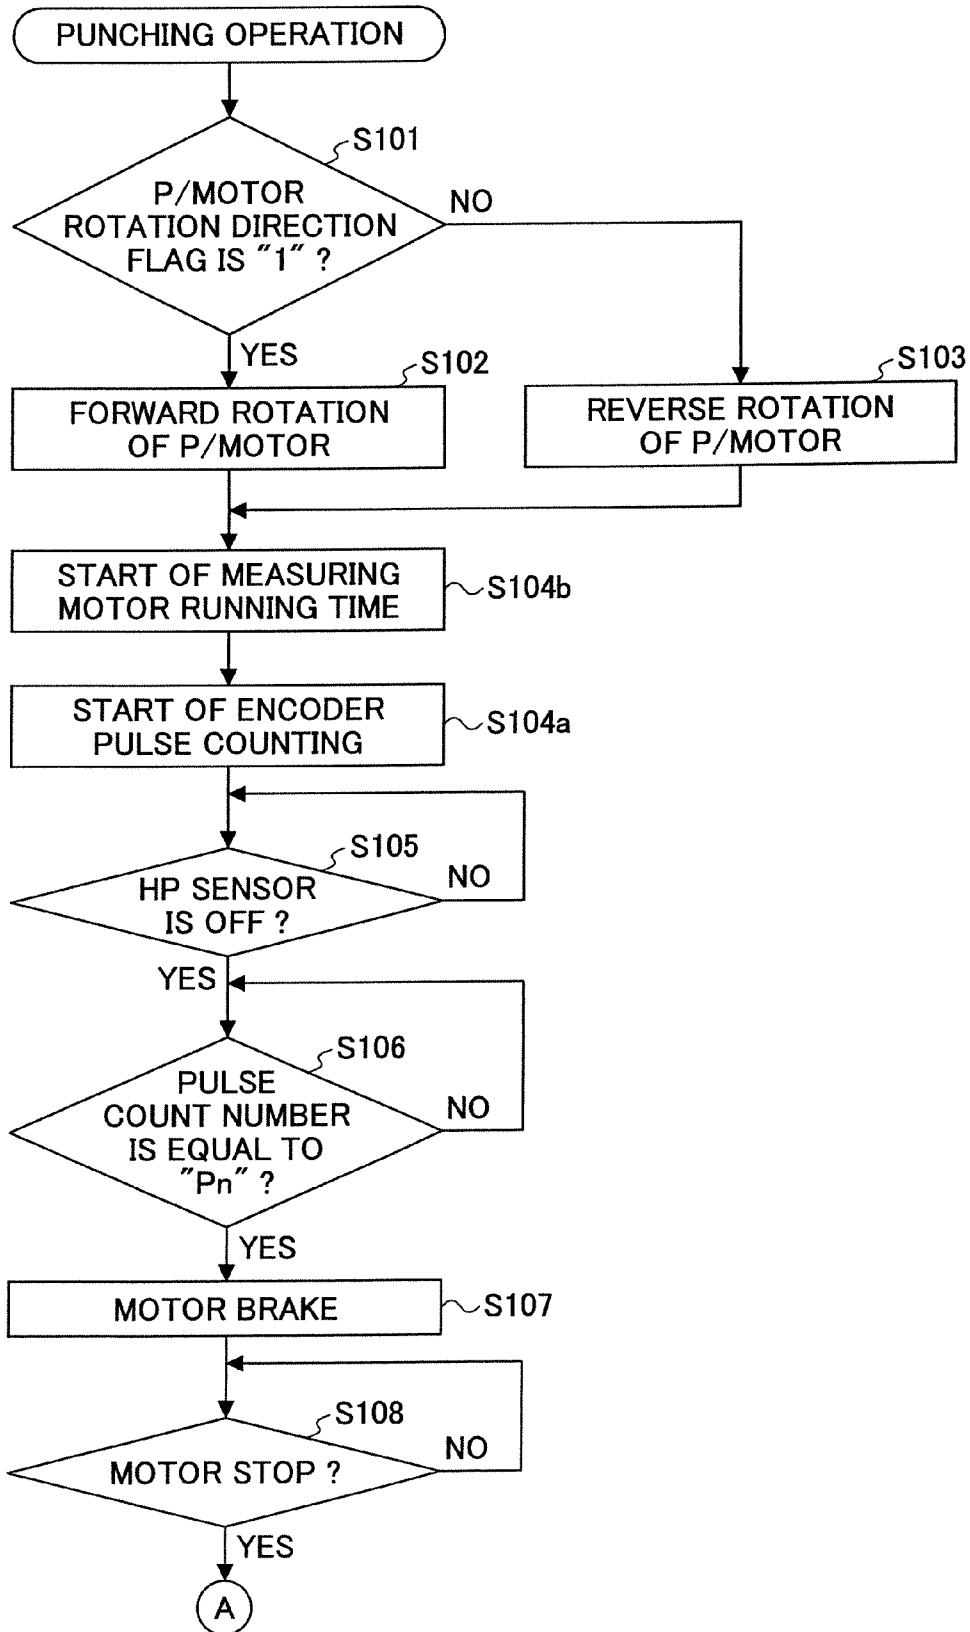 PUNCHING OPERATION
S101
P/MOTOR
ROTATION DIRECTION
FLAG IS "1" ?
NO
YES
S102
FORWARD ROTATION
OF P/MOTOR
S103
REVERSE ROTATION
OF P/MOTOR
START OF MEASURING
MOTOR RUNNING TIME
S104b
START OF ENCODER
PULSE COUNTING
S104a
S105
HP SENSOR
IS OFF ?
NO
YES
S106
PULSE
COUNT NUMBER
IS EQUAL TO
"Pn" ?
NO
YES
MOTOR BRAKE
S107
S108
MOTOR STOP ?
NO
YES
A